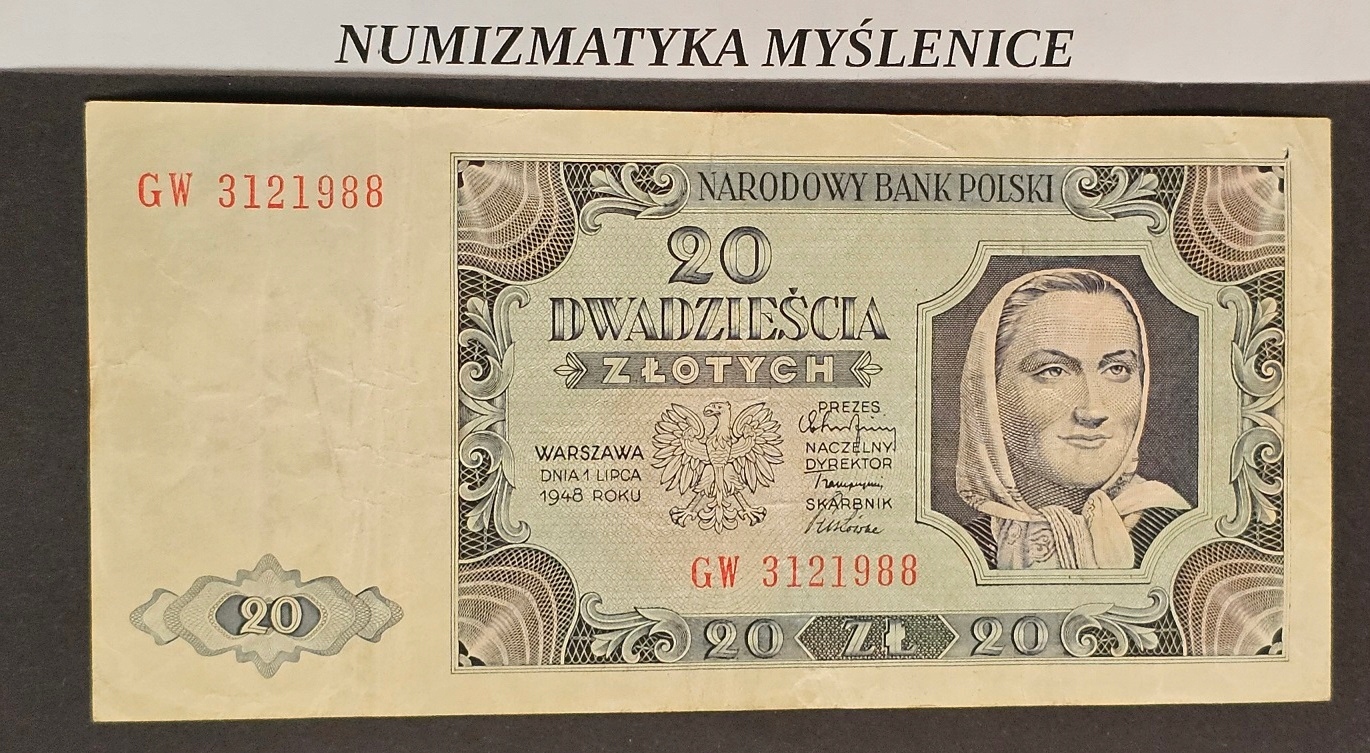 NUMIZMATYKA MYŚLENICE
GW 3121988
NARODOWY BANK POLSKI
20
DWADZIEŚCIA
ZŁOTYCH
PREZES
NACZELNY
DYREKTOR
SKARBNIK
WARSZAWA
DNIA 1 LIPCA
1948 ROKU
GW 3121988
20
20 ZŁ 20